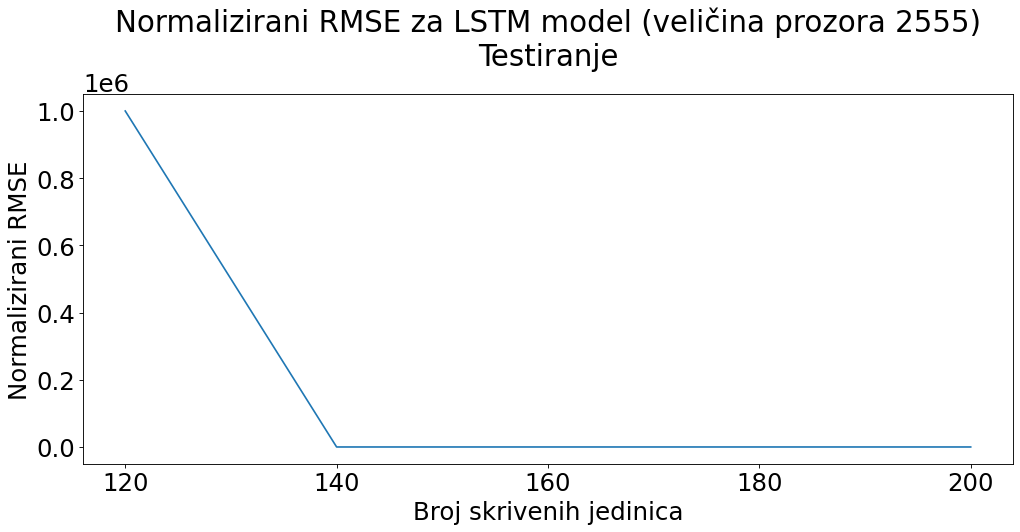 Normalizirani RMSE za LSTM model (veličina prozora 2555)
Testiranje
1e6
1.0
0.8
0.6
0.4
0.2
0.0
Normalizirani RMSE
120 140 160 180 200
Broj skrivenih jedinica